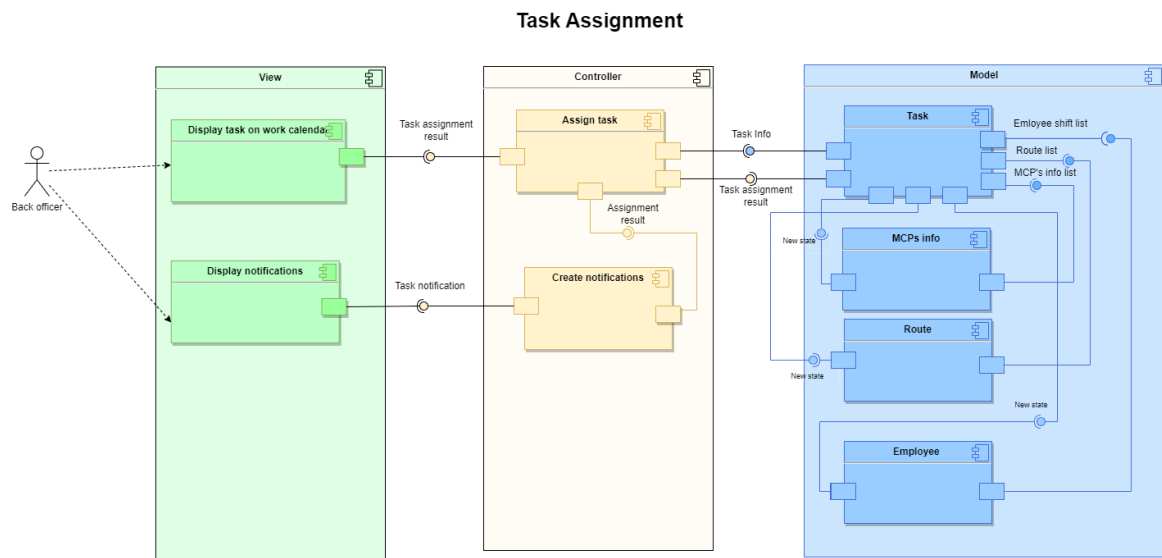 Task Assignment
View
Controller
Model
Display task on work calendar
Task assignment
result
Assign task
Task Info
Task assignment
result
Task
Emloyee shift list
Route list
MCP's info list
Back officer
Assignment
result
New state
MCPs info
Display notifications
Task notification
Create notifications
Route
New state
New state
Employee